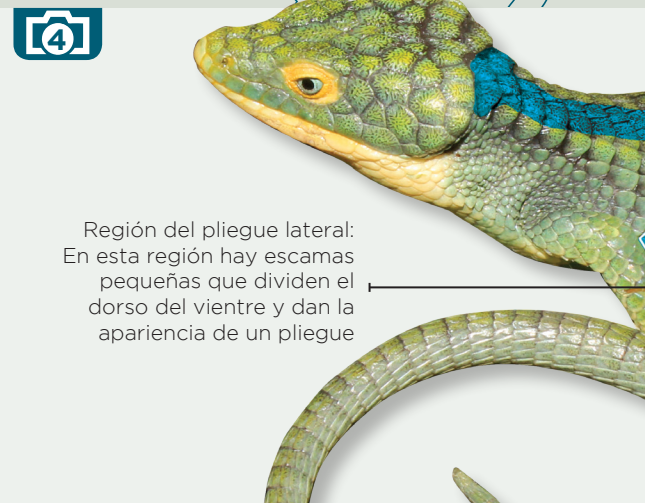 4
Región del pliegue lateral:
En esta región hay escamas
pequeñas que dividen el
dorso del vientre y dan la
apariencia de un pliegue